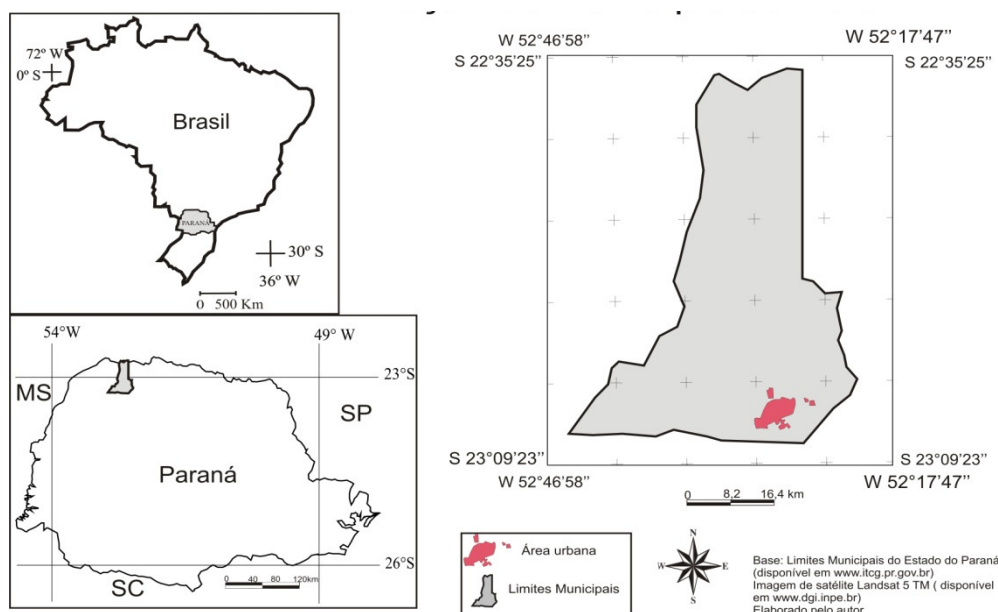 72º W
0º S
Brasil
PARANÁ
30º S
36º W
0 500 Km
54°W
49° W
23°S
MS
SP
Paraná
26°S
SC
0 40 80 120km
W 52°46’58’’
W 52°17’47’’
S 22°35’25’’
S 22°35’25’’
S 23°09’23’’
S 23°09’23’’
W 52°46’58’’
W 52°17’47’’
0 8,2 16,4 km
Área urbana
Limites Municipais
N
W E
S
Base: Limites Municipais do Estado do Paraná
(disponível em www.itcg.pr.gov.br)
Imagem de satélite Landsat 5 TM ( disponível
em www.dgi.inpe.br)
Elaborado pelo autor